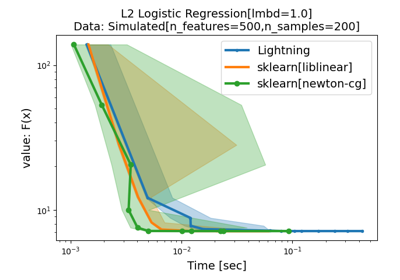 L2 Logistic Regression[lmbd=1.0]
Data: Simulated[n_features=500,n_samples=200]
Lightning
sklearn[liblinear]
sklearn[newton-cg]
value: F(x)
10²
10¹
10⁻³ 10⁻² 10⁻¹
Time [sec]